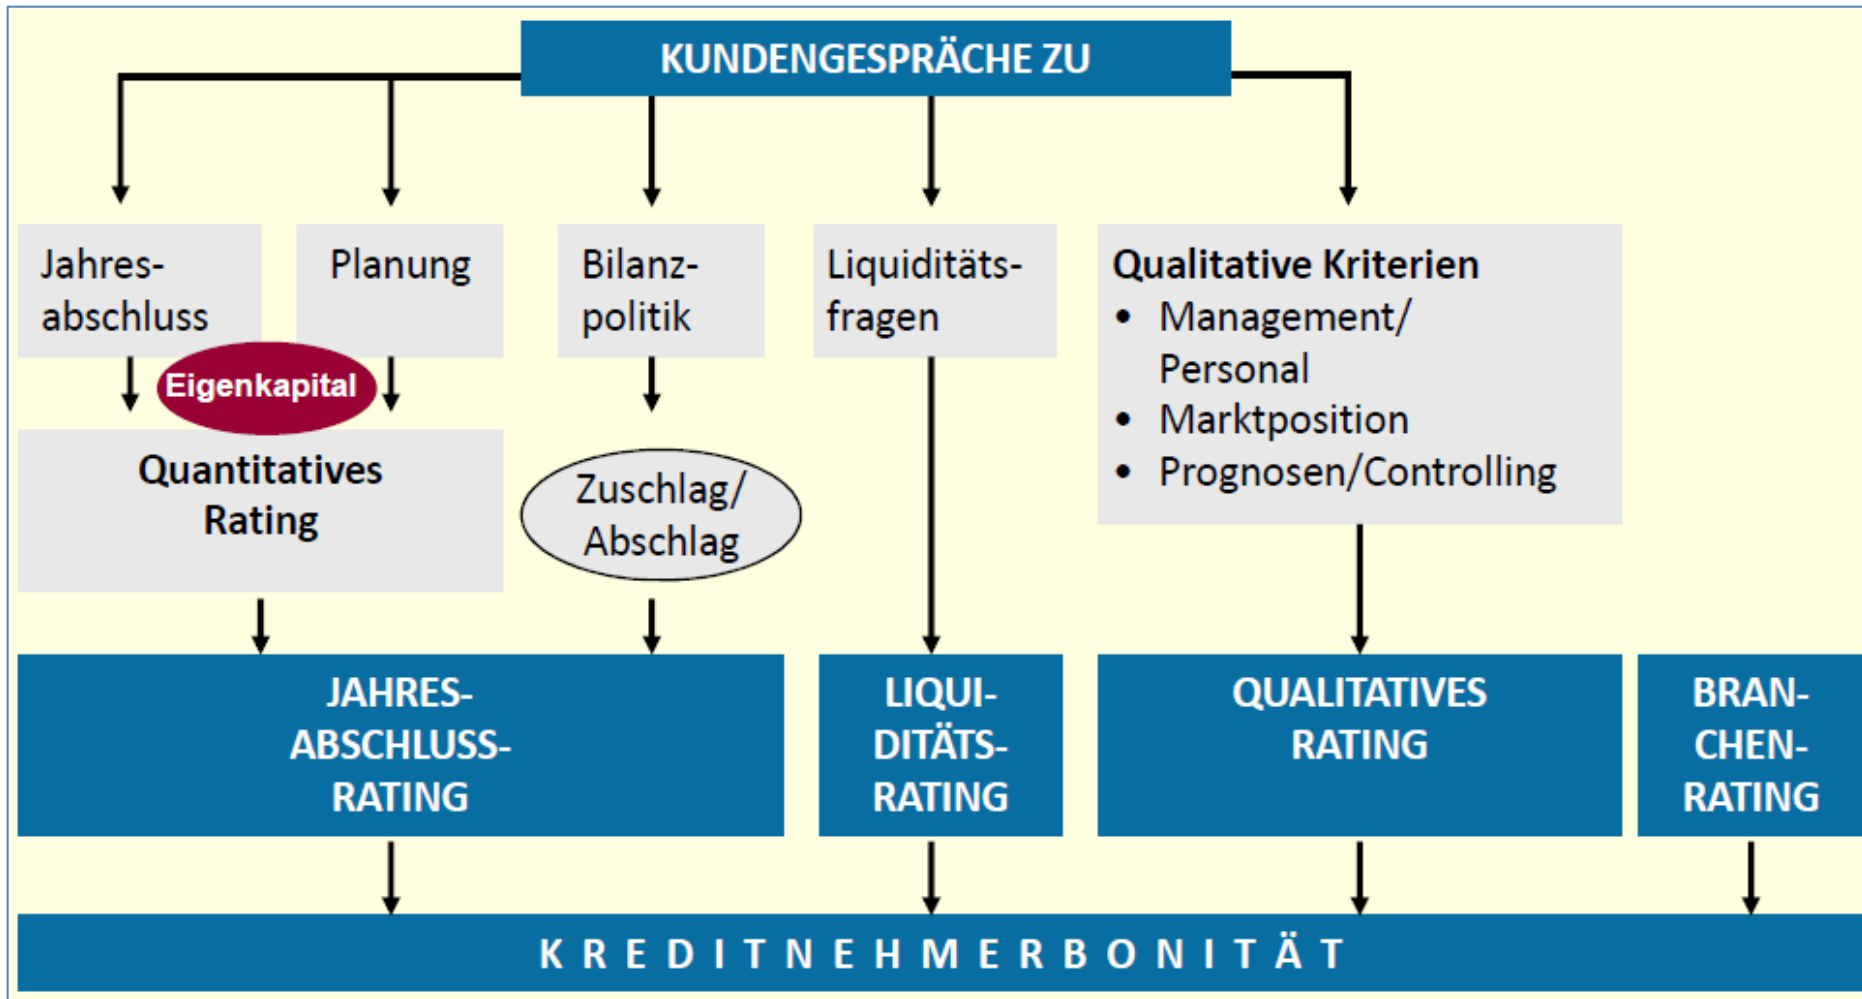 KUNDENGESPRÄCHE ZU
Jahres-
abschluss
Planung
Bilanz-
politik
Liquiditäts-
fragen
Qualitative Kriterien
• Management/
Personal
• Marktposition
• Prognosen/Controlling
Eigenkapital
Quantitatives
Rating
Zuschlag/
Abschlag
JAHRES-
ABSCHLUSS-
RATING
LIQUI-
DITÄTS-
RATING
QUALITATIVES
RATING
BRAN-
CHEN-
RATING
KREDITNEHMERBONITÄT